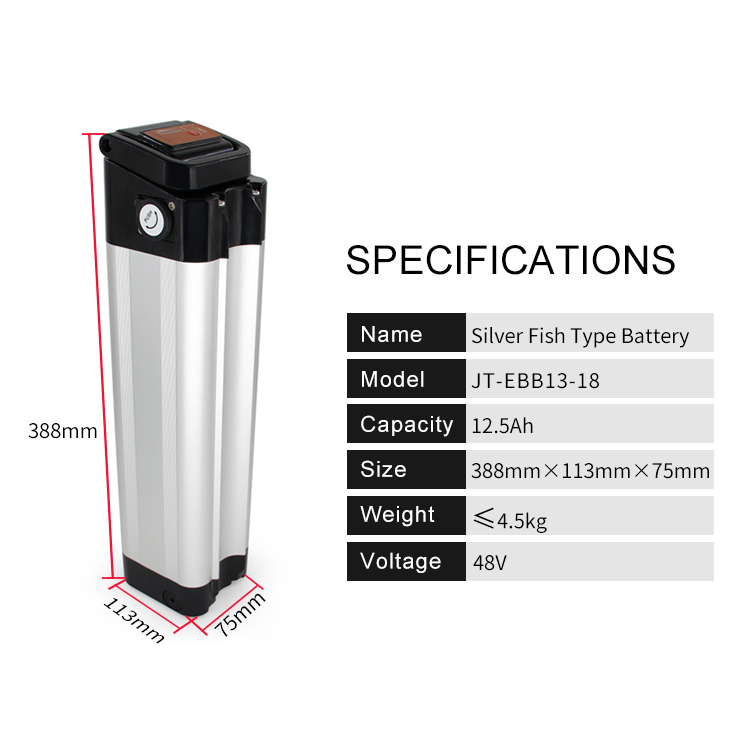 SPECIFICATIONS
Name Silver Fish Type Battery
Model JT-EBB13-18
Capacity 12.5Ah
Size 388mm×113mm×75mm
Weight ≤4.5kg
Voltage 48V
388mm
113mm
75mm
PUSH